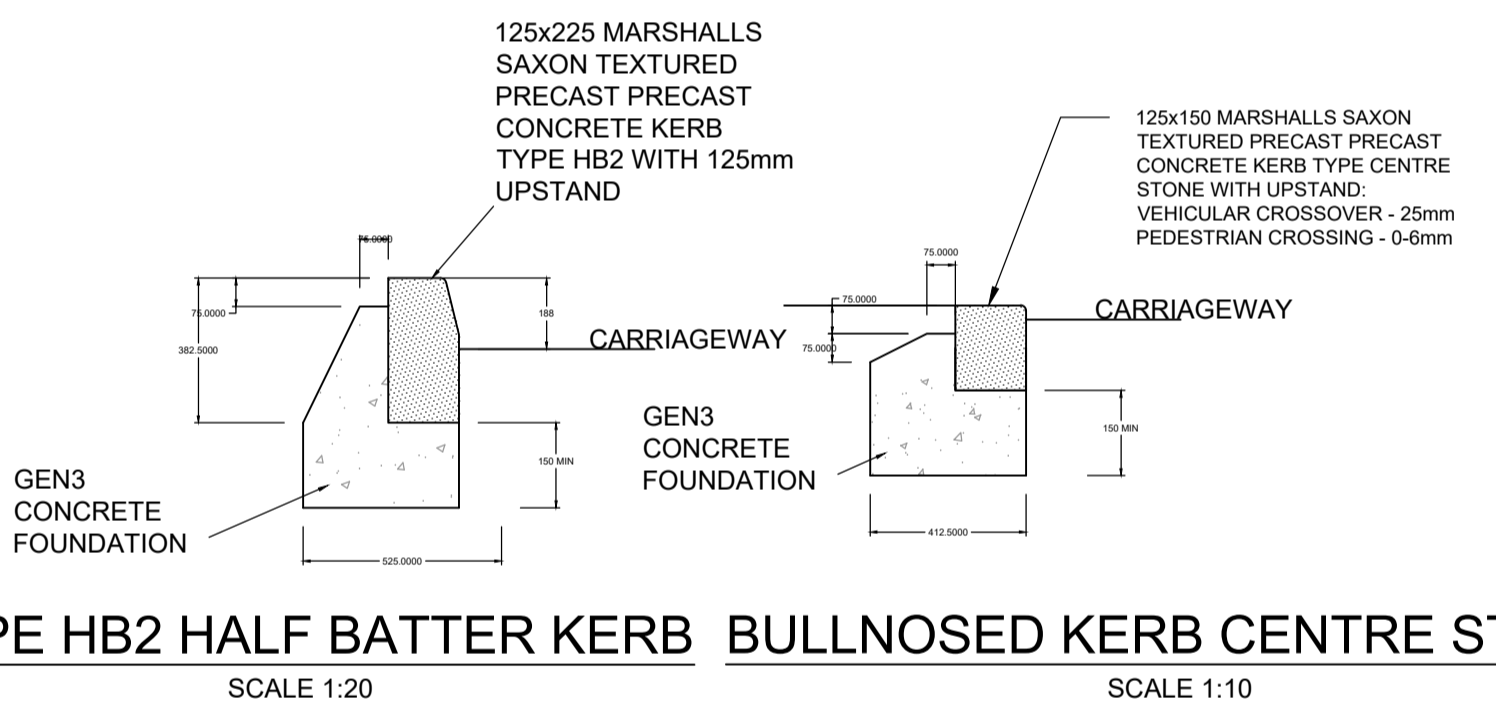 125x225 MARSHALLS
SAXON TEXTURED
PRECAST PRECAST
CONCRETE KERB
TYPE HB2 WITH 125mm
UPSTAND
75.0000
75.0000
382.5000
188
CARRIAGEWAY
150 MIN
GEN3
CONCRETE
FOUNDATION
525.0000
125x150 MARSHALLS SAXON
TEXTURED PRECAST PRECAST
CONCRETE KERB TYPE CENTRE
STONE WITH UPSTAND:
VEHICULAR CROSSOVER - 25mm
PEDESTRIAN CROSSING - 0-6mm
75.0000
75.0000
75.0000
CARRIAGEWAY
GEN3
CONCRETE
FOUNDATION
150 MIN
412.5000
PE HB2 HALF BATTER KERB
SCALE 1:20
BULLNOSED KERB CENTRE ST
SCALE 1:10